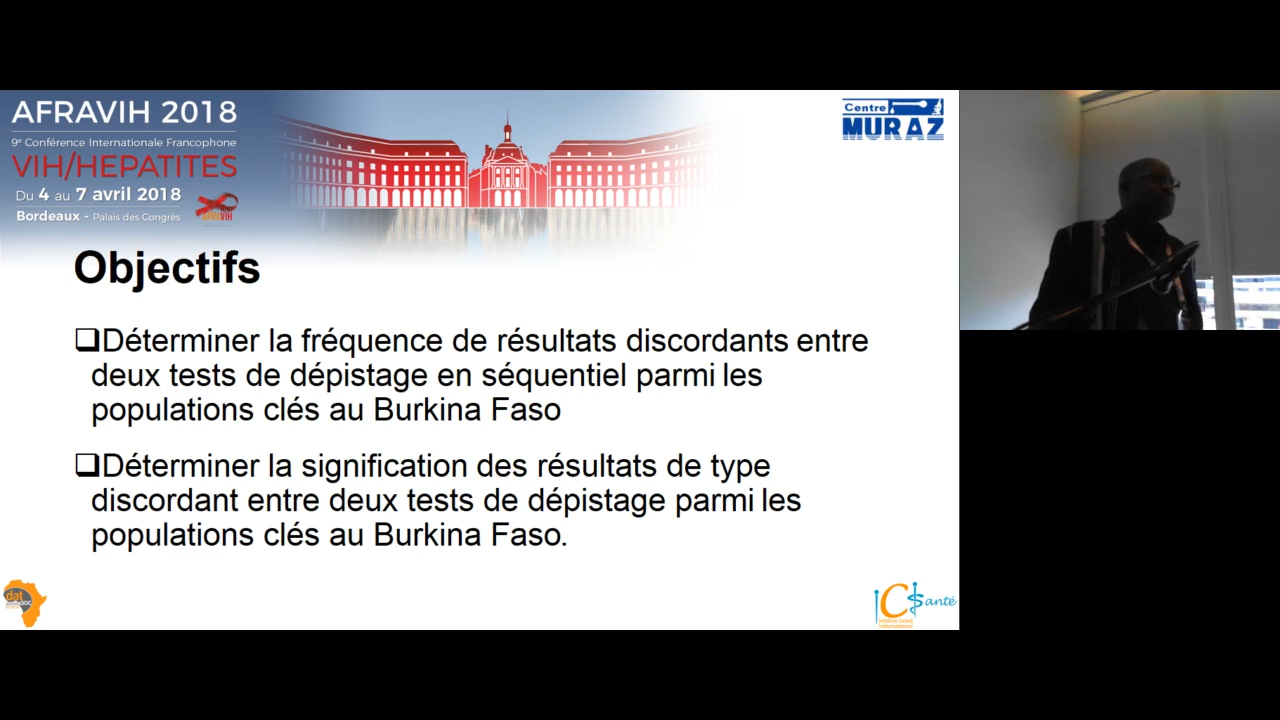 AFRAVIH 2018
9e Conférence Internationale Francophone
VIH/HEPATITES
Du 4 au 7 avril 2018
Bordeaux - Palais des Congrès
AFRAVIH
Centre
MURAZ
Objectifs
❑Déterminer la fréquence de résultats discordants entre
deux tests de dépistage en séquentiel parmi les
populations clés au Burkina Faso
❑Déterminer la signification des résultats de type
discordant entre deux tests de dépistage parmi les
populations clés au Burkina Faso.
dat
ICI Santé